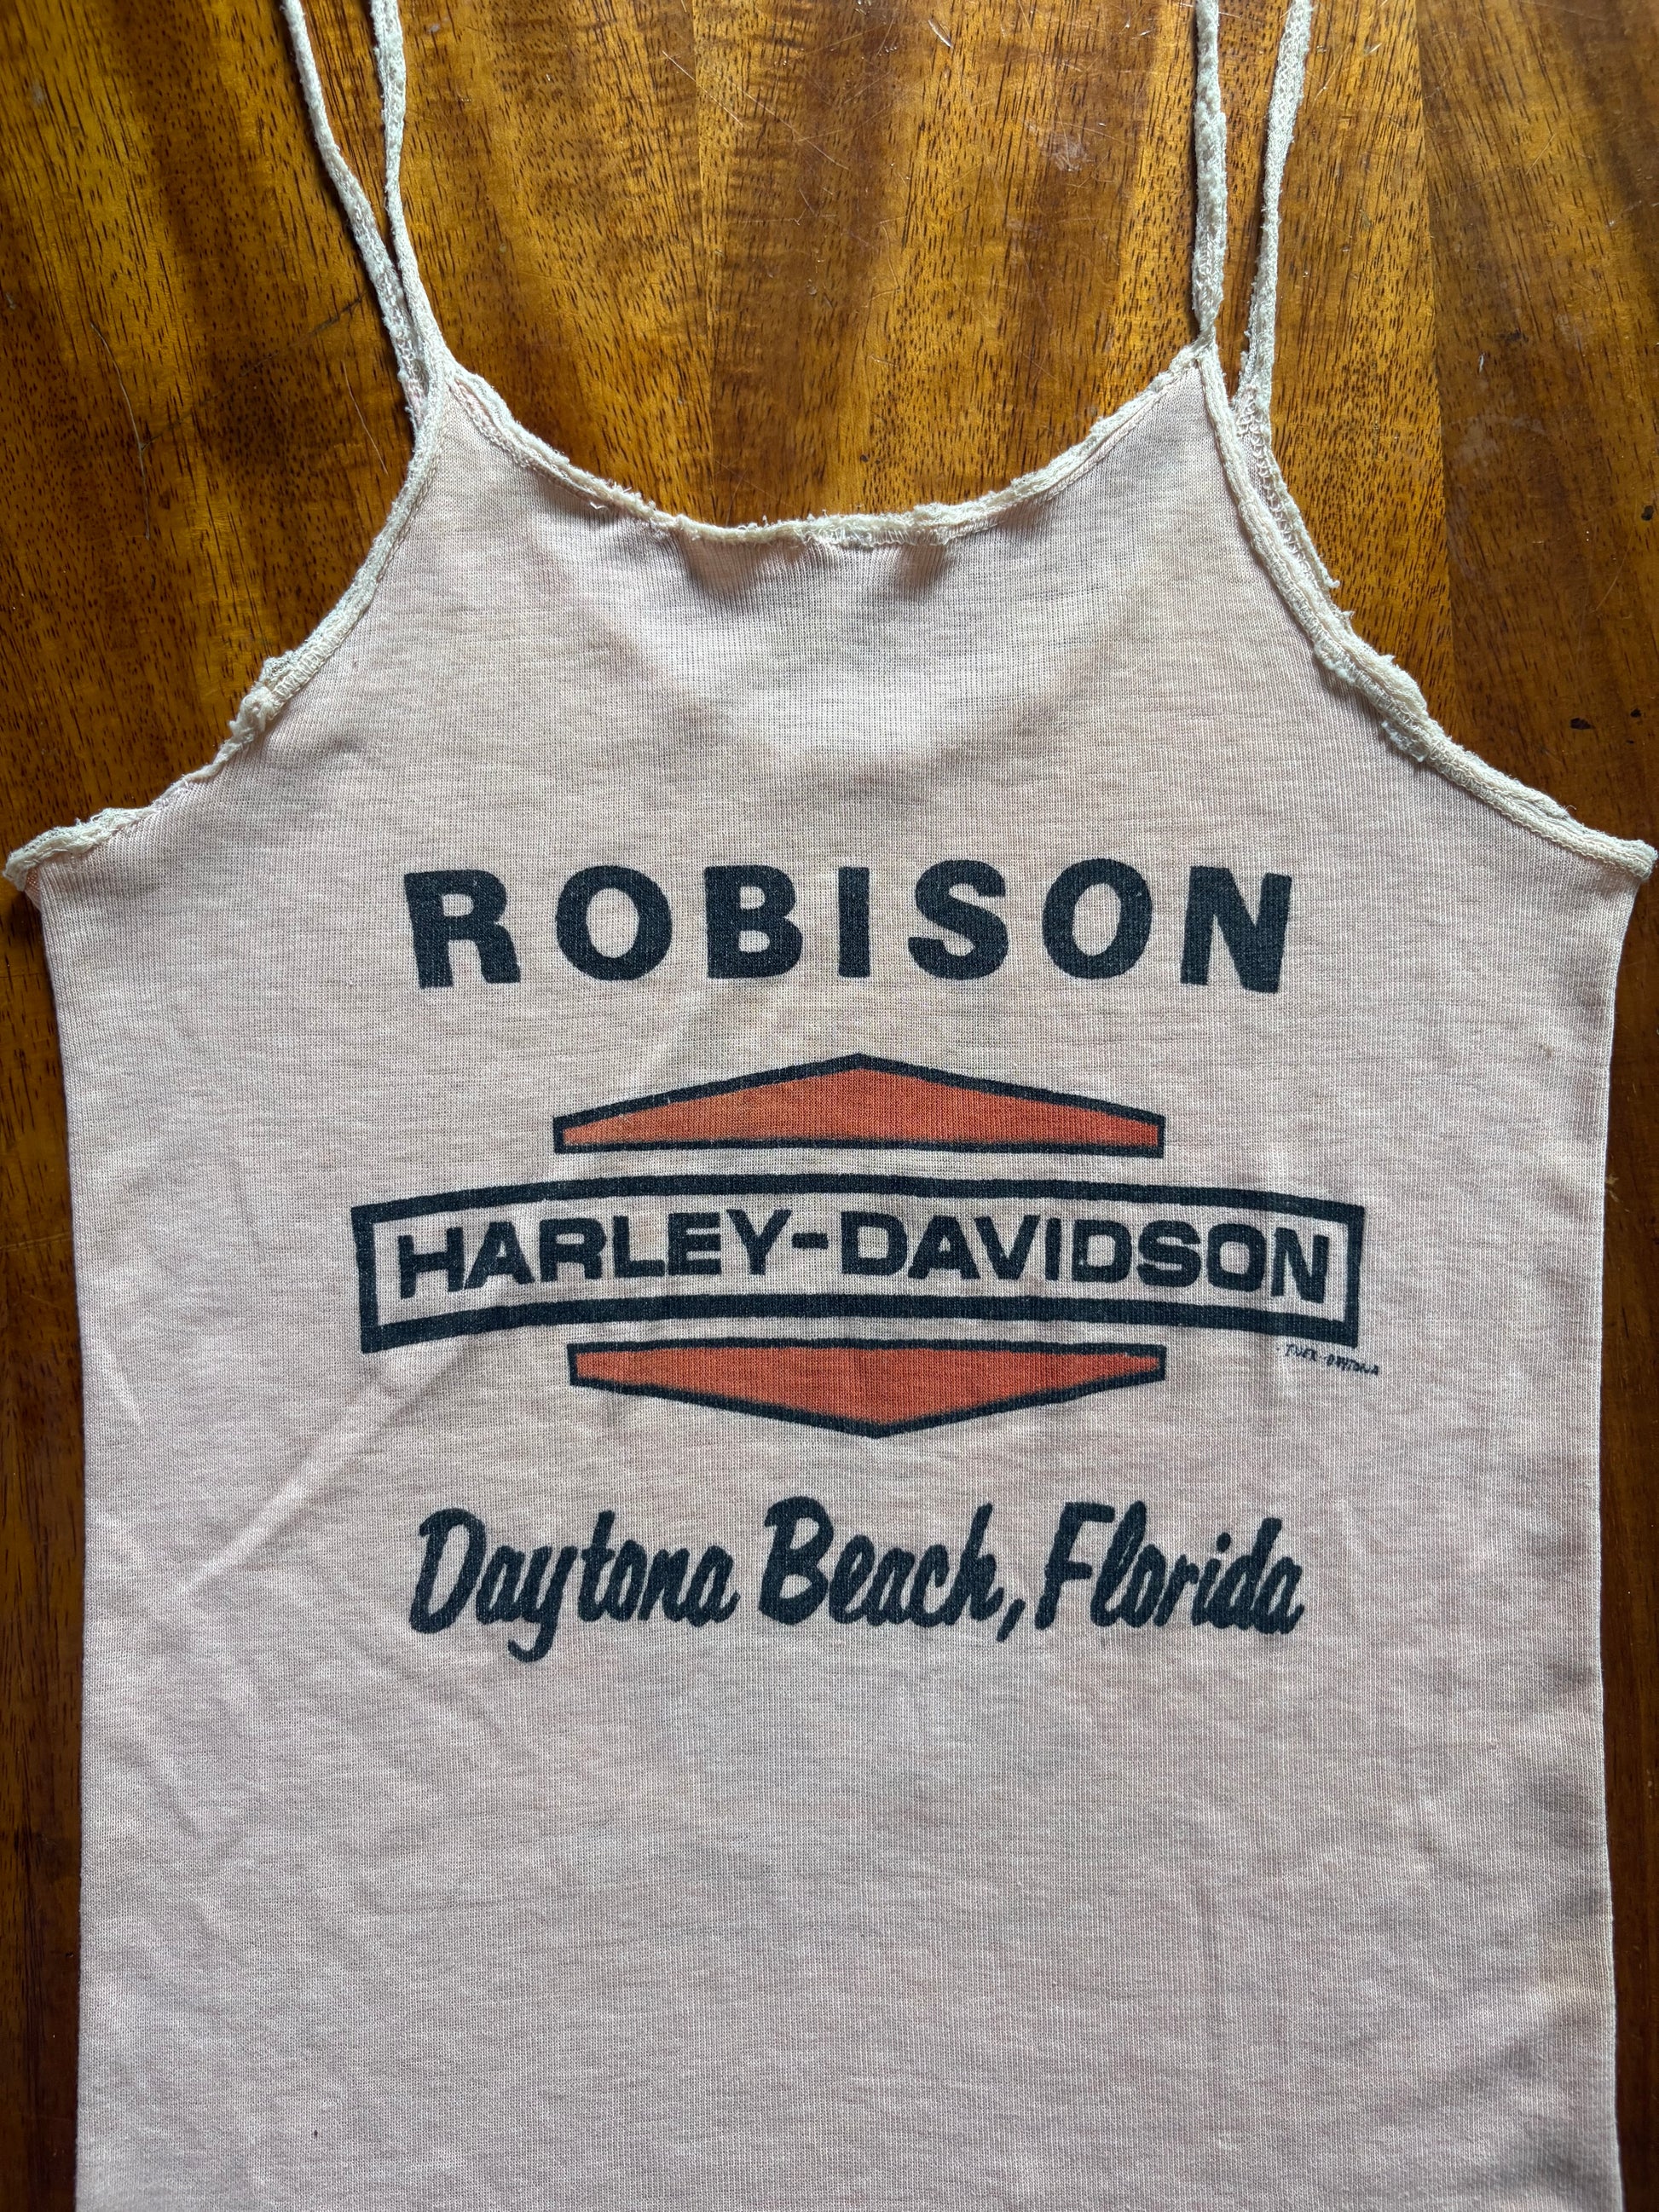 ROBISON
HARLEY-DAVIDSON
Daytona Beach, Florida